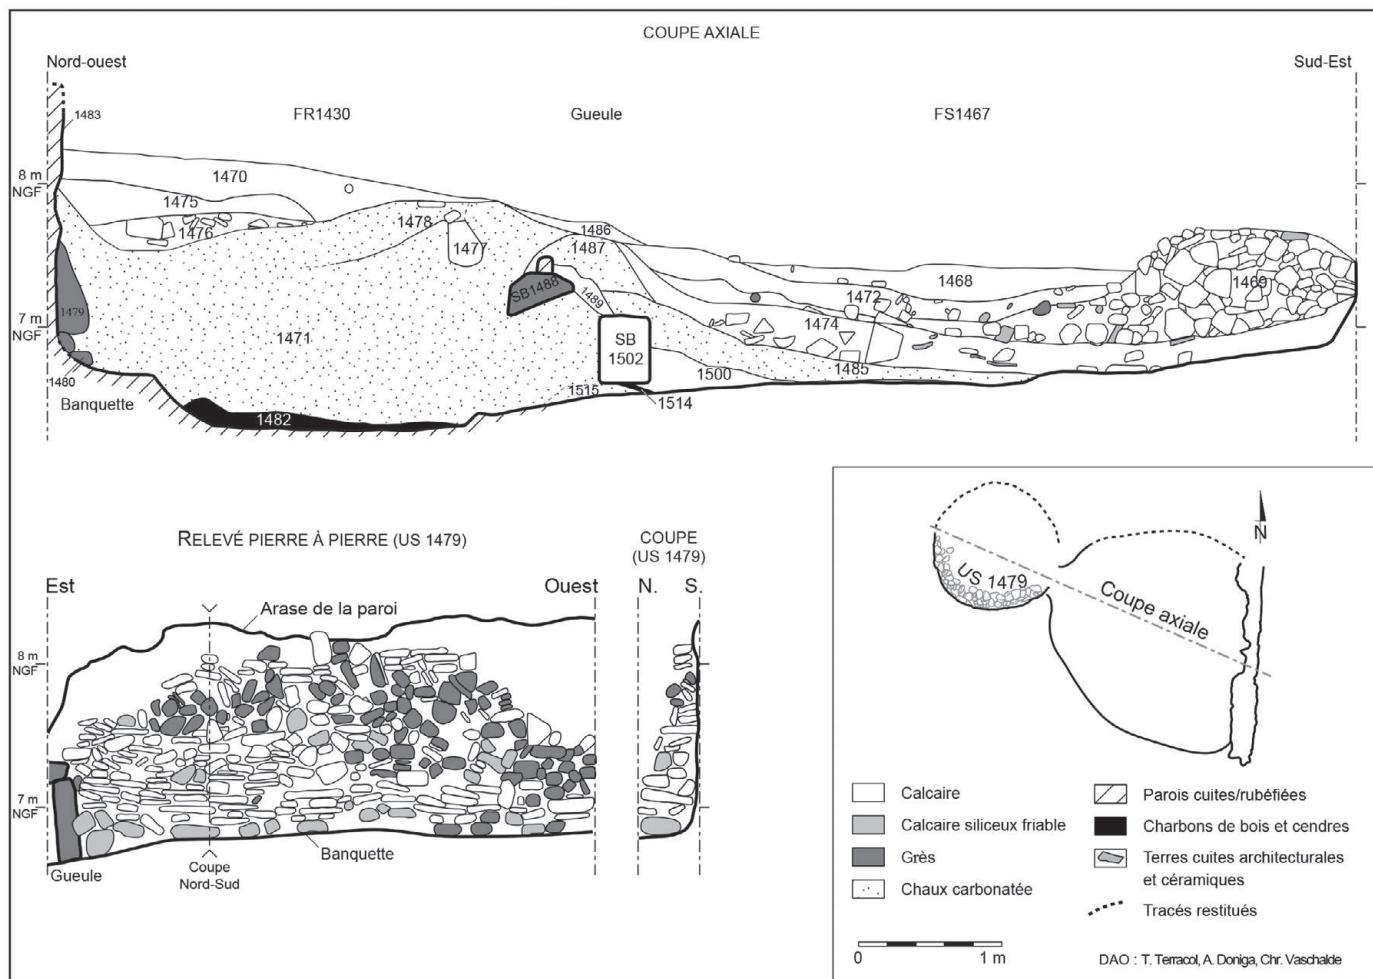 COUPE AXIALE
Nord-ouest
Sud-Est
1483
FR1430
Gueule
FS1467
8 m
NGF
1470
1475
1476
1478
1477
1486
1487
SB1488
1489
1468
1472
1469
1474
1479
7 m
NGF
1471
SB
1502
1500
1485
1480
Banquette
1515
1514
1482
RELEVÉ PIERRE À PIERRE (US 1479)
COUPE
(US 1479)
Est
Ouest
N.
S.
Arase de la paroi
8 m
NGF
7 m
NGF
Gueule
Coupe
Nord-Sud
Banquette
N
US 1479
Coupe axiale
Calcaire
Calcaire siliceux friable
Grès
Chaux carbonatée
Parois cuites/rubéfiées
Charbons de bois et cendres
Terres cuites architecturales
et céramiques
Tracés restitués
0
1 m
DAO : T. Terracol, A. Doniga, Chr. Vaschalde